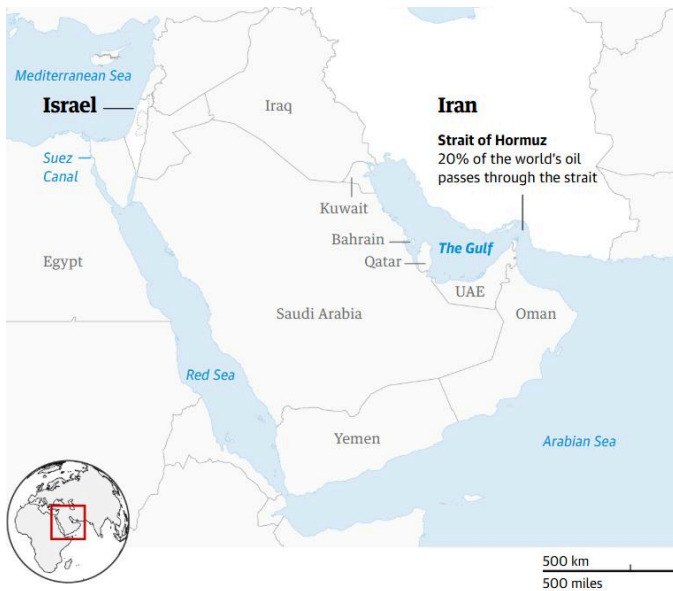 Mediterranean Sea
Israel
Iraq
Iran
Strait of Hormuz
20% of the world's oil
passes through the strait
Suez
Canal
Kuwait
Bahrain
The Gulf
Qatar
Egypt
UAE
Saudi Arabia
Oman
Red Sea
Yemen
Arabian Sea
500 km
500 miles